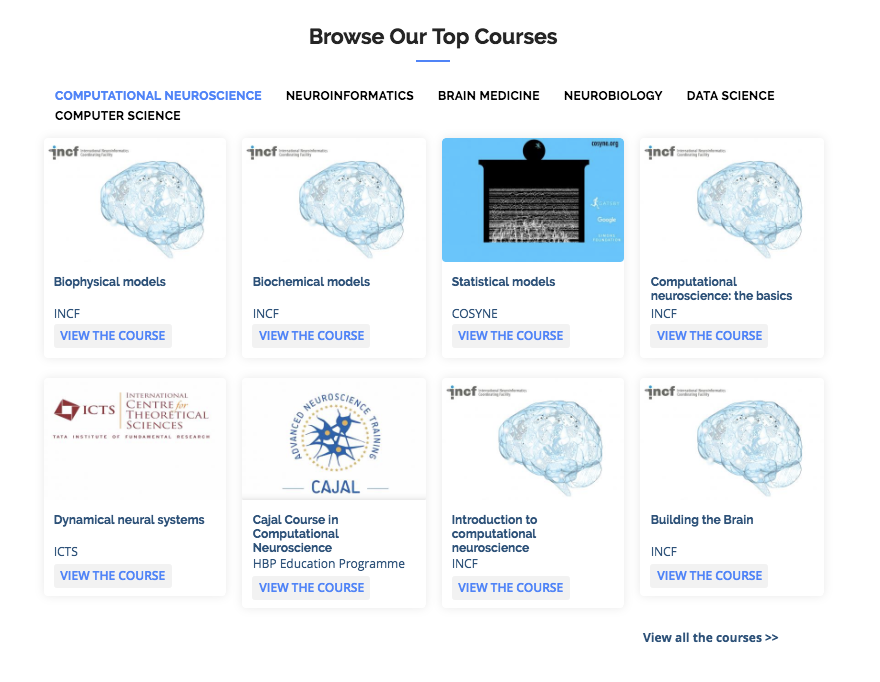 Browse Our Top Courses
COMPUTATIONAL NEUROSCIENCE NEUROINFORMATICS BRAIN MEDICINE NEUROBIOLOGY DATA SCIENCE
COMPUTER SCIENCE
incf International Neuroinformatics
Coordinating Facility
Biophysical models
INCF
VIEW THE COURSE
incf International Neuroinformatics
Coordinating Facility
Biochemical models
INCF
VIEW THE COURSE
cosyne.org
GATSBY
Google
SIMONS
FOUNDATION
Statistical models
COSYNE
VIEW THE COURSE
incf International Neuroinformatics
Coordinating Facility
Computational
neuroscience: the basics
INCF
VIEW THE COURSE
ICTS
INTERNATIONAL
CENTRE for
THEORETICAL
SCIENCES
TATA INSTITUTE OF FUNDAMENTAL RESEARCH
Dynamical neural systems
ICTS
VIEW THE COURSE
ADVANCED NEUROSCIENCE TRAINING
CAJAL
Cajal Course in
Computational
Neuroscience
HBP Education Programme
VIEW THE COURSE
incf International Neuroinformatics
Coordinating Facility
Introduction to
computational
neuroscience
INCF
VIEW THE COURSE
incf International Neuroinformatics
Coordinating Facility
Building the Brain
INCF
VIEW THE COURSE
View all the courses >>